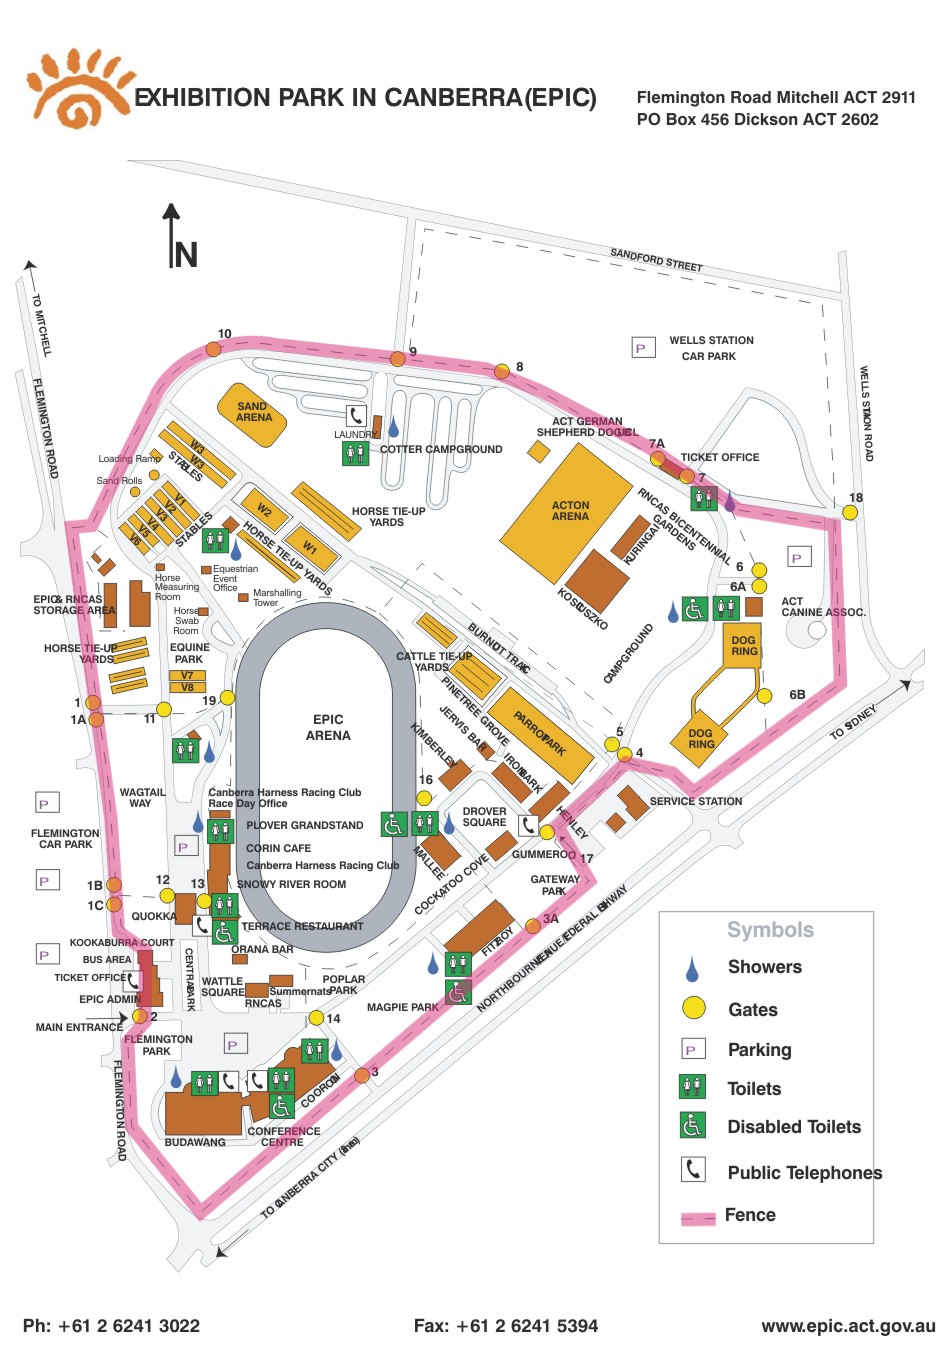 EXHIBITION PARK IN CANBERRA(EPIC)
Flemington Road Mitchell ACT 2911
PO Box 456 Dickson ACT 2602
N
SANDFORD STREET
TO MITCHELL
FLEMINGTON ROAD
WELLS STATION
CAR PARK
P
10
9
8
SAND
ARENA
LAUNDRY
COTTER CAMPGROUND
ACT GERMAN
SHEPHERD DOG
7A
TICKET OFFICE
7
18
W3
W3
STABLES
Loading Ramp
Sand Rolls
V1
V2
V3
V4
V5
V6
STABLES
W2
W1
HORSE TIE-UP
YARDS
HORSE TIE-UP YARDS
ACTON
ARENA
KURINGAI
RNCAS BICENTENNIAL
GARDENS
P
6
6A
ACT
CANINE ASSOC.
DOG
RING
6B
DOG
RING
CAMPGROUND
TO SYDNEY
Horse
Measuring
Room
Equestrian
Event
Office
Marshalling
Tower
Horse
Swab
Room
EPIC& RNCAS
STORAGE AREA
HORSE TIE-UP
YARDS
EQUINE
PARK
V7
V8
1
1A
11
19
CATTLE TIE-UP
YARDS
PINETREE GROVE
JERVIS BAR
KIMBERLEY
PARROT PARK
5
4
EPIC
ARENA
16
DROVER
SQUARE
HENLEY
GUMMEROO
17
SERVICE STATION
MALLEE
COCKATOO COVE
GATEWAY
PARK
3A
FITZROY
MAGPIE PARK
P
FLEMINGTON
CAR PARK
P
P
WAGTAIL
WAY
P
Canberra Harness Racing Club
Race Day Office
PLOVER GRANDSTAND
CORIN CAFE
Canberra Harness Racing Club
SNOWY RIVER ROOM
1B
1C
12
13
QUOKKA
TERRACE RESTAURANT
ORANA BAR
KOOKABURRA COURT
BUS AREA
TICKET OFFICE
EPIC ADMIN
MAIN ENTRANCE
2
CENTRAL PARK
WATTLE
SQUARE
RNCAS
Summernats
POPLAR
PARK
14
FLEMINGTON
PARK
P
COORONG
3
BUDAWANG
CONFERENCE
CENTRE
FLEMINGTON ROAD
Symbols
Showers
Gates
P
Parking
Toilets
Disabled Toilets
Public Telephones
Fence
Ph: +61 2 6241 3022
Fax: +61 2 6241 5394
www.epic.act.gov.au